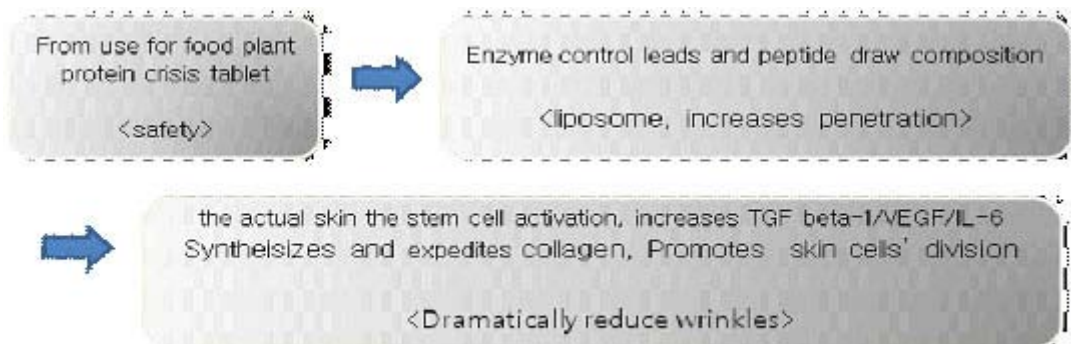 From use for food plant
protein crisis tablet
<safety>
Enzyme control leads and peptide draw composition
<liposome, increases penetration>
the actual skin the stem cell activation, increases TGF beta-1/VEGF/IL-6
Synthelsizes and expedites collagen, Promotes skin cells' division
<Dramatically reduce wrinkles>